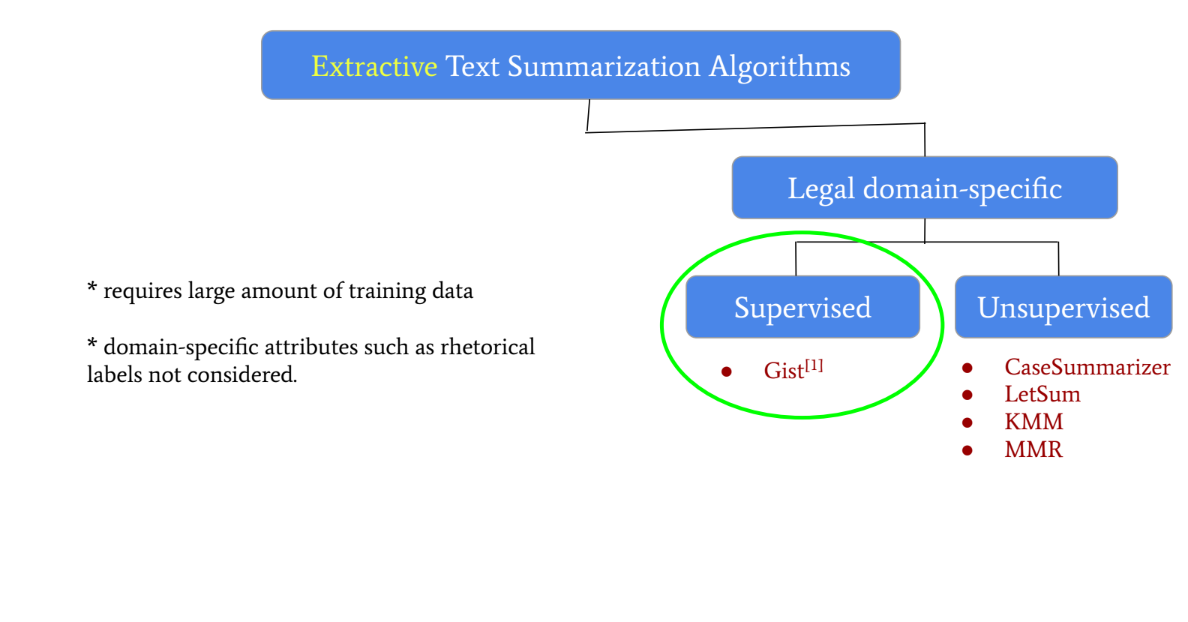 Extractive Text Summarization Algorithms
Legal domain-specific
* requires large amount of training data
* domain-specific attributes such as rhetorical
labels not considered.
Supervised
● Gist[1]
Unsupervised
● CaseSummarizer
● LetSum
● KMM
● MMR